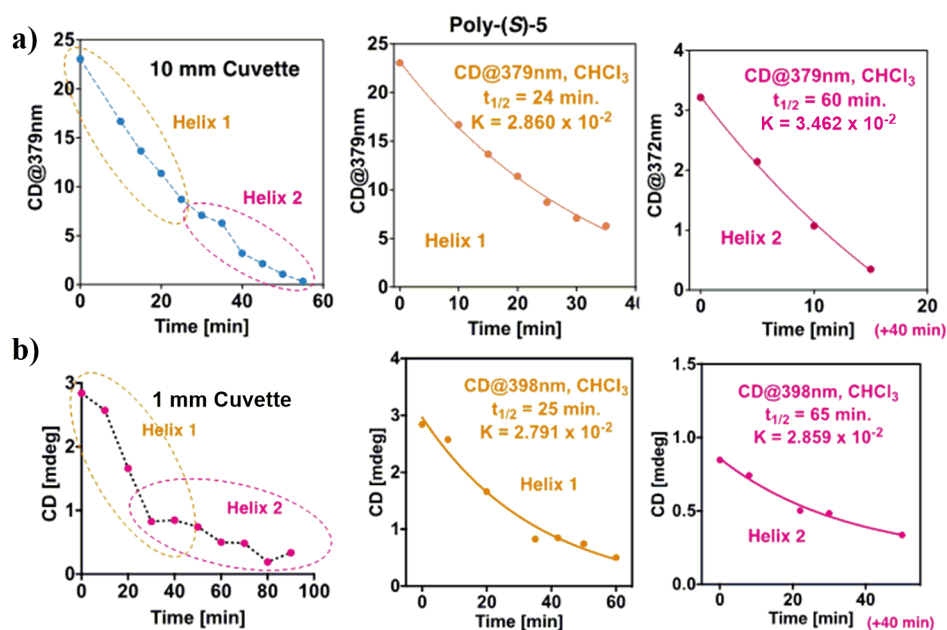 Poly-(S)-5
a)
CD@379nm
25
20
15
10
5
0
10 mm Cuvette
Helix 1
Helix 2
0 20 40 60
Time [min]
CD@379nm
25
20
15
10
5
0
CD@379nm, CHCl3
t1/2 = 24 min.
K = 2.860 x 10-2
Helix 1
0 10 20 30 40
Time [min]
CD@372nm
4
3
2
1
0
CD@379nm, CHCl3
t1/2 = 60 min.
K = 3.462 x 10-2
Helix 2
0 10 20
Time [min] (+40 min)
b)
CD [mdeg]
3
2
1
0
1 mm Cuvette
Helix 1
Helix 2
0 20 40 60 80 100
Time [min]
CD [mdeg]
4
3
2
1
0
CD@398nm, CHCl3
t1/2 = 25 min.
K = 2.791 x 10-2
Helix 1
0 20 40 60
Time [min]
CD [mdeg]
1.5
1.0
0.5
0.0
CD@398nm, CHCl3
t1/2 = 65 min.
K = 2.859 x 10-2
Helix 2
0 20 40
Time [min] (+40 min)